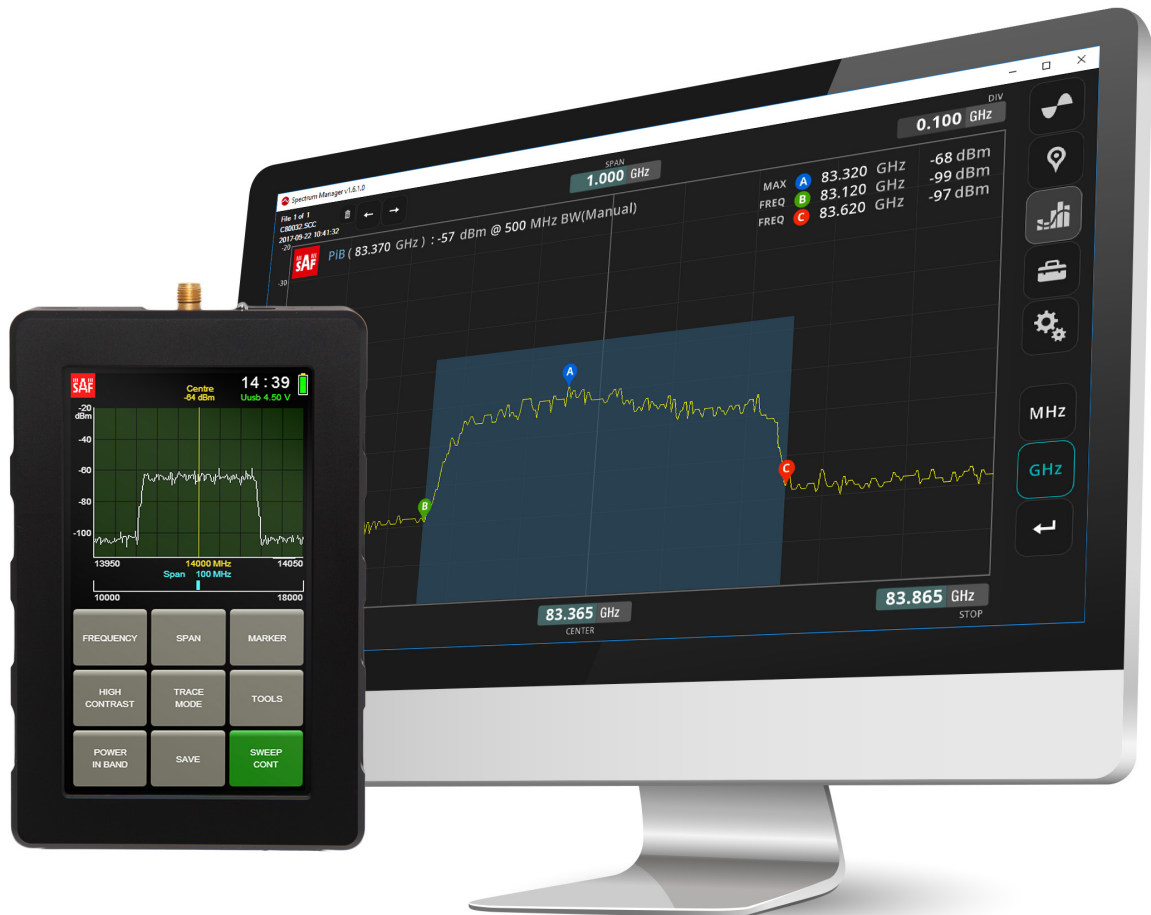 Spectrum Manager v1.6.1.0
File 1 of 1
C80032.SCC
2017-09-22 10:41:32
SPAN
1.000 GHz
DIV
0.100 GHz
SAF
PiB ( 83.370 GHz ) : -57 dBm @ 500 MHz BW(Manual)
MAX A 83.320 GHz -68 dBm
FREQ B 83.120 GHz -99 dBm
FREQ C 83.620 GHz -97 dBm
-20
-30
A
B
C
83.365 GHz
CENTER
83.865 GHz
STOP
MHz
GHz
SAF
Centre
-64 dBm
14 : 39
Uusb 4.50 V
-20
dBm
-40
-60
-80
-100
13950 14000 MHz 14050
Span 100 MHz
10000 18000
FREQUENCY SPAN MARKER
HIGH CONTRAST TRACE MODE TOOLS
POWER IN BAND SAVE SWEEP CONT